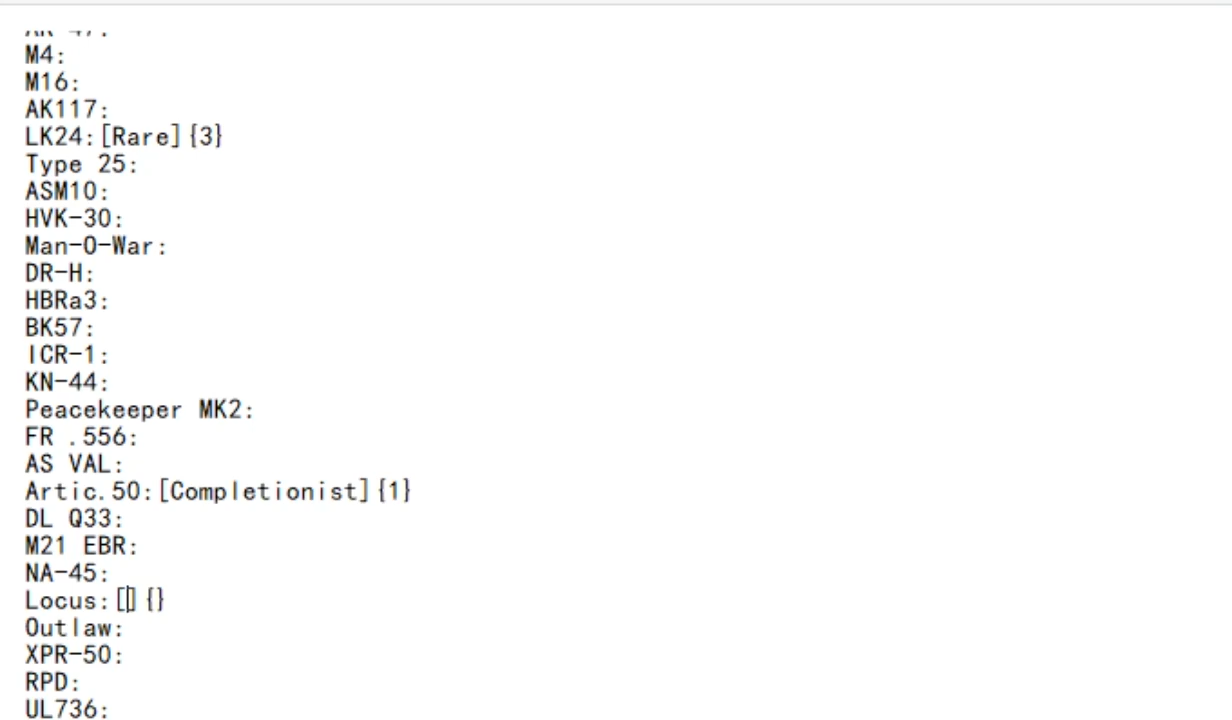 AK-47:
M4:
M16:
AK117:
LK24:[Rare]{3}
Type 25:
ASM10:
HVK-30:
Man-O-War:
DR-H:
HBRa3:
BK57:
ICR-1:
KN-44:
Peacekeeper MK2:
FR .556:
AS VAL:
Artic.50:[Completionist]{1}
DL Q33:
M21 EBR:
NA-45:
Locus:[]{}
Outlaw:
XPR-50:
RPD:
UL736: